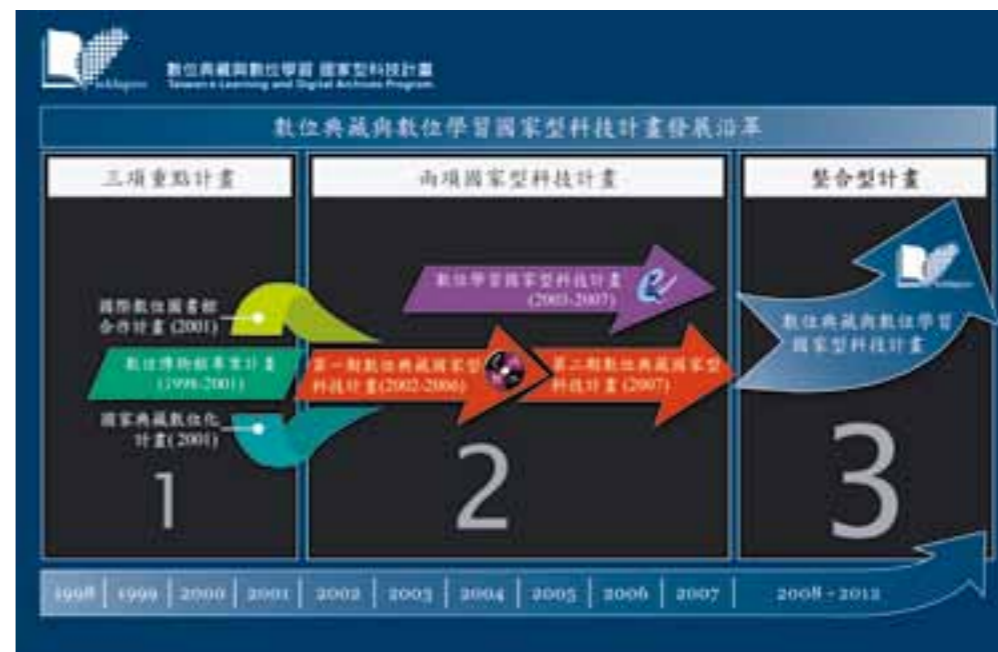 數位典藏與數位學習 國家型科技計畫
Taiwan e-Learning and Digital Archives Program
數位典藏與數位學習國家型科技計畫發展沿革
三項重點計畫
兩項國家型科技計畫
整合型計畫
數位學習國家型科技計畫
(2003-2007)
國際數位圖書館
合作計畫 (2001)
數位博物館專案計畫
(1998-2001)
第一期數位典藏國家型
科技計畫(2002-2006)
第二期數位典藏國家型
科技計畫 (2007)
數位典藏與數位學習
國家型科技計畫
國家典藏數位化
計畫(2001)
1
2
3
1998 1999 2000 2001 2002 2003 2004 2005 2006 2007 2008 - 2012